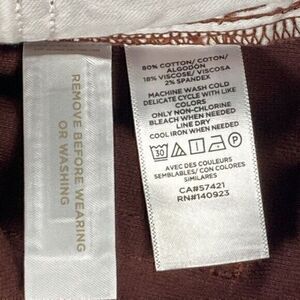 REMOVE BEFORE WEARING
OR WASHING
80% COTTON/ COTON/
ALGODÓN
18% VISCOSE/ VISCOSA
2% SPANDEX
MACHINE WASH COLD
DELICATE CYCLE WITH LIKE
COLORS
ONLY NON-CHLORINE
BLEACH WHEN NEEDED
LINE DRY
COOL IRON WHEN NEEDED
30
AVEC DES COULEURS
SEMBLABLES/ CON COLORES
SIMILARES
CA#57421
RN#140923